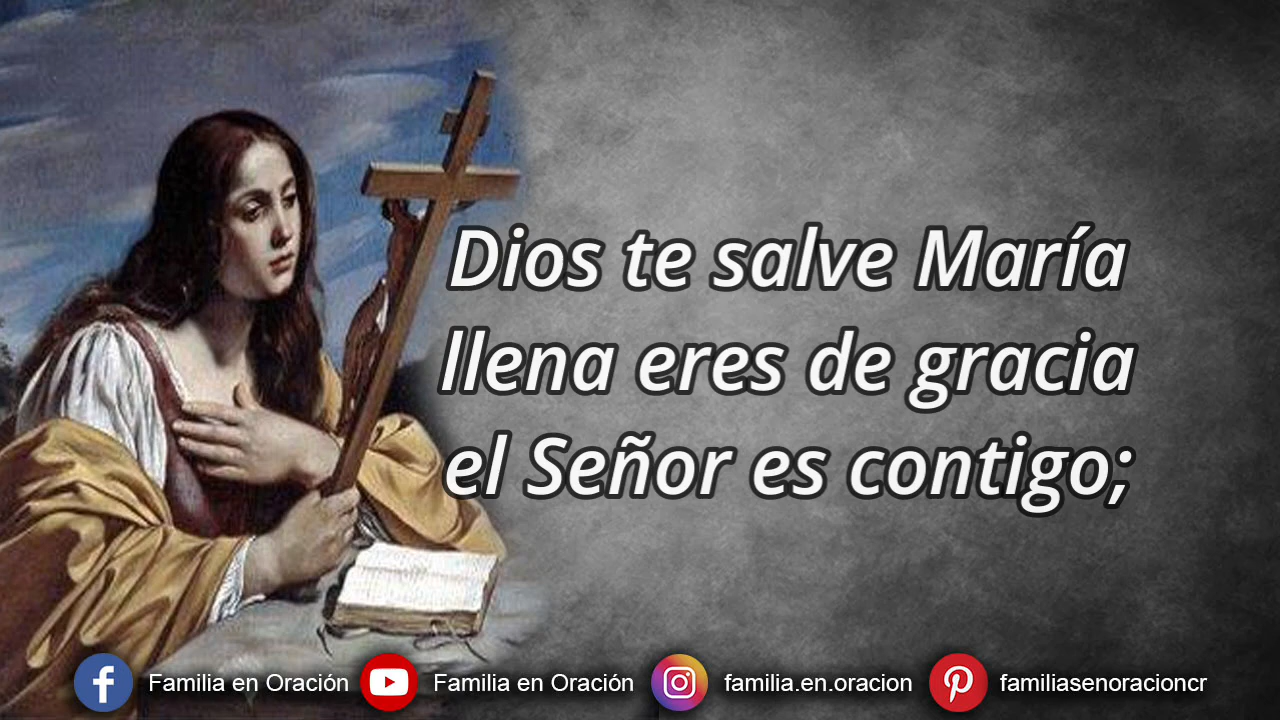 Dios te salve María
llena eres de gracia
el Señor es contigo;
Familia en Oración
Familia en Oración
familia.en.oracion
familiasenoracioncr